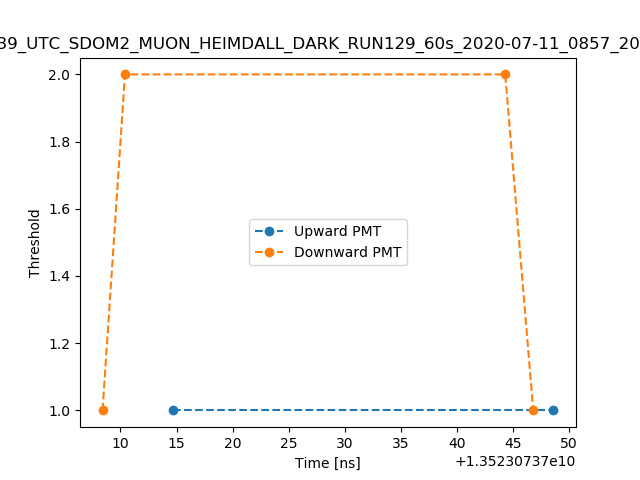 39_UTC_SDOM2_MUON_HEIMDALL_DARK_RUN129_60s_2020-07-11_0857_20
2.0
1.8
1.6
1.4
1.2
1.0
Threshold
Upward PMT
Downward PMT
10 15 20 25 30 35 40 45 50
Time [ns]
+1.35230737e10